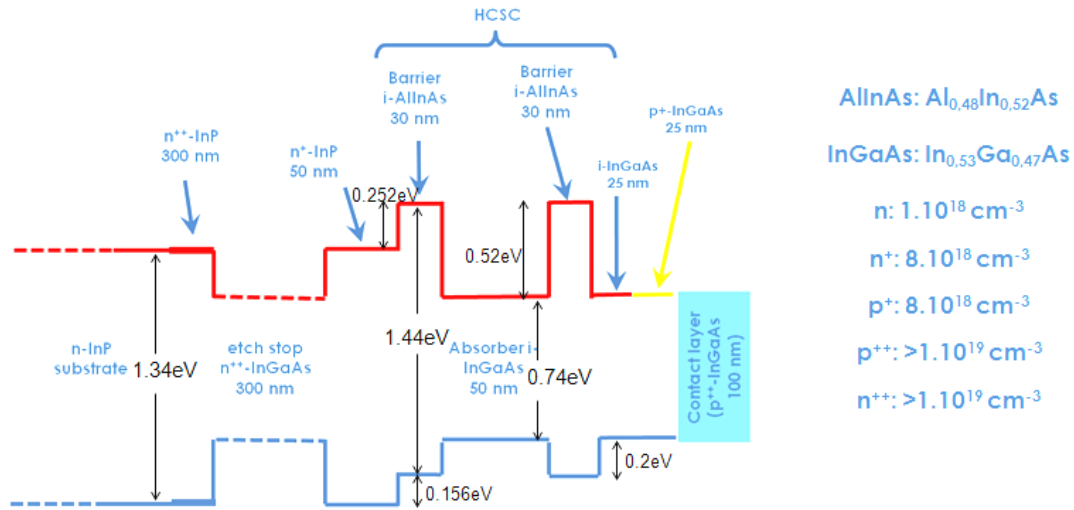 HCSC
Barrier
i-AlInAs
30 nm
Barrier
i-AlInAs
30 nm
n⁺⁺-InP
300 nm
n⁺-InP
50 nm
p+-InGaAs
25 nm
i-InGaAs
25 nm
0.252eV
0.52eV
n-InP
substrate
1.34eV
etch stop
n⁺⁺-InGaAs
300 nm
1.44eV
Absorber i-
InGaAs
50 nm
0.74eV
Contact layer
(p⁺⁺-InGaAs
100 nm)
0.2eV
0.156eV
AlInAs: Al₀,₄₈In₀,₅₂As
InGaAs: In₀,₅₃Ga₀,₄₇As
n: 1.10¹⁸ cm⁻³
n⁺: 8.10¹⁸ cm⁻³
p⁺: 8.10¹⁸ cm⁻³
p⁺⁺: >1.10¹⁹ cm⁻³
n⁺⁺: >1.10¹⁹ cm⁻³